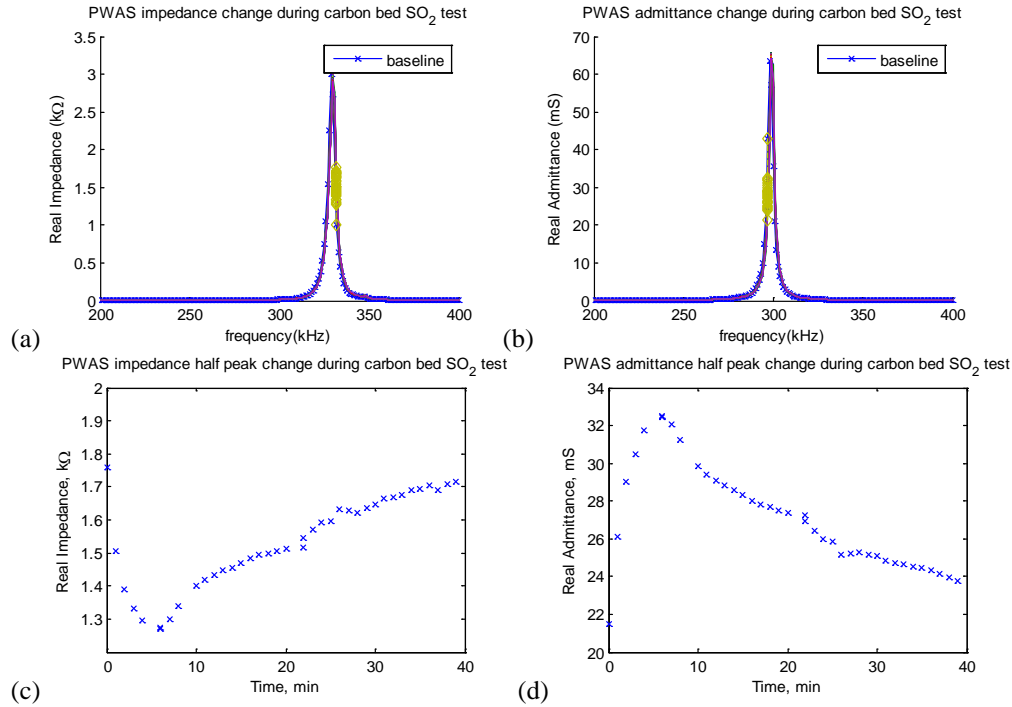 PWAS impedance change during carbon bed SO2 test
3.5
3
2.5
2
1.5
1
0.5
0
Real Impedance (kΩ)
baseline
200 250 300 350 400
frequency(kHz)
(a)
PWAS admittance change during carbon bed SO2 test
70
60
50
40
30
20
10
0
Real Admittance (mS)
baseline
200 250 300 350 400
frequency(kHz)
(b)
PWAS impedance half peak change during carbon bed SO2 test
2
1.9
1.8
1.7
1.6
1.5
1.4
1.3
Real Impedance, kΩ
0 10 20 30 40
Time, min
(c)
PWAS admittance half peak change during carbon bed SO2 test
34
32
30
28
26
24
22
20
Real Admittance, mS
0 10 20 30 40
Time, min
(d)